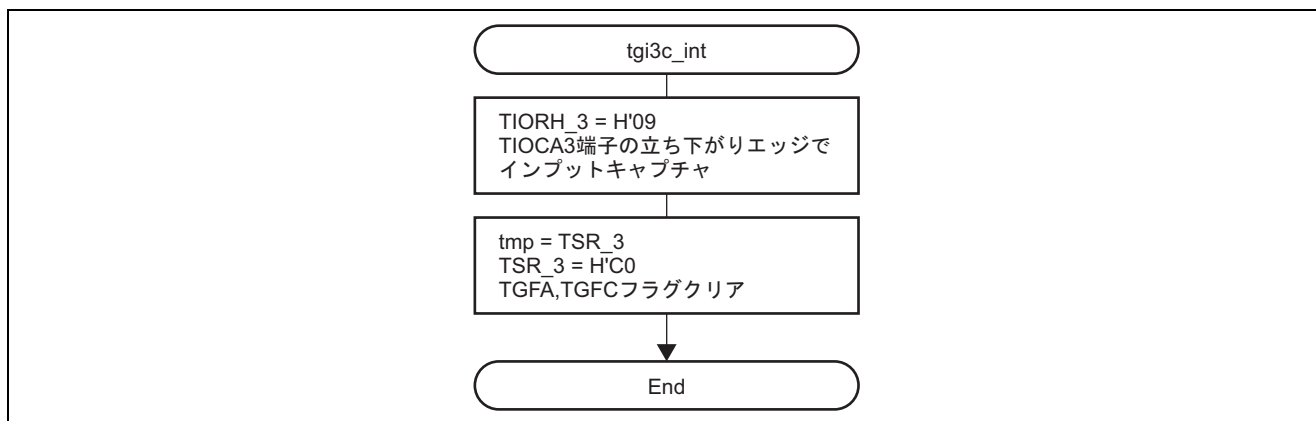 tgi3c_int
TIORH_3 = H'09
TIOCA3端子の立ち下がりエッジで
インプットキャプチャ
tmp = TSR_3
TSR_3 = H'C0
TGFA,TGFCフラグクリア
End